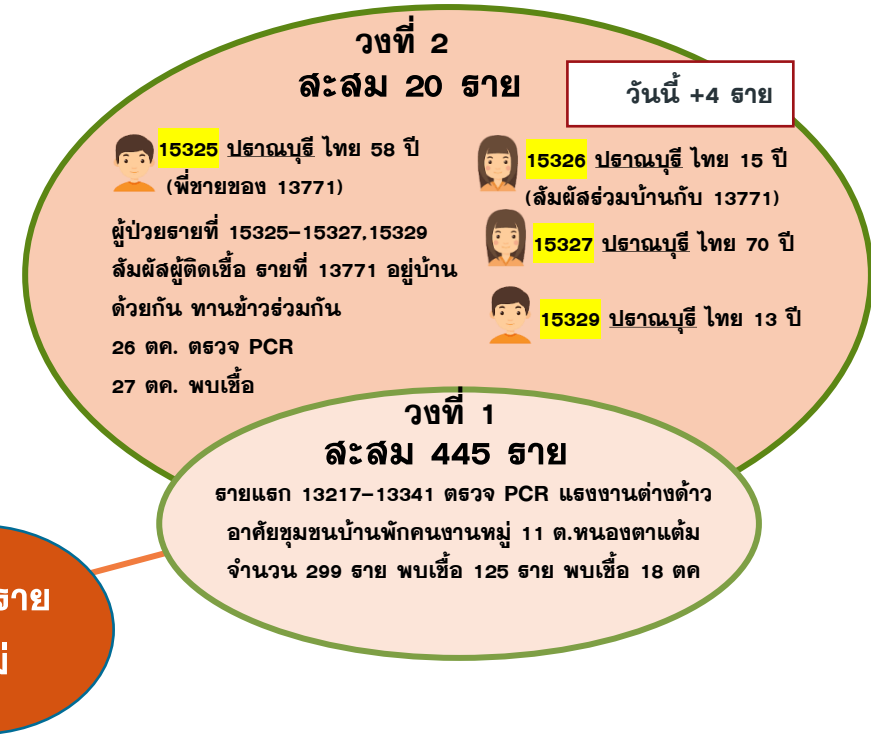 วงที่ 2
สะสม 20 ราย
วันนี้ +4 ราย
15325 ปราณบุรี ไทย 58 ปี
(พี่ชายของ 13771)
ผู้ป่วยรายที่ 15325–15327,15329
สัมผัสผู้ติดเชื้อ รายที่ 13771 อยู่บ้าน
ด้วยกัน ทานข้าวร่วมกัน
26 ตค. ตรวจ PCR
27 ตค. พบเชื้อ
15326 ปราณบุรี ไทย 15 ปี
(สัมผัสร่วมบ้านกับ 13771)
15327 ปราณบุรี ไทย 70 ปี
15329 ปราณบุรี ไทย 13 ปี
วงที่ 1
สะสม 445 ราย
รายแรก 13217–13341 ตรวจ PCR แรงงานต่างด้าว
อาศัยชุมชนบ้านพักคนงานหมู่ 11 ต.หนองตาแต้ม
จำนวน 299 ราย พบเชื้อ 125 ราย พบเชื้อ 18 ตค
ราย